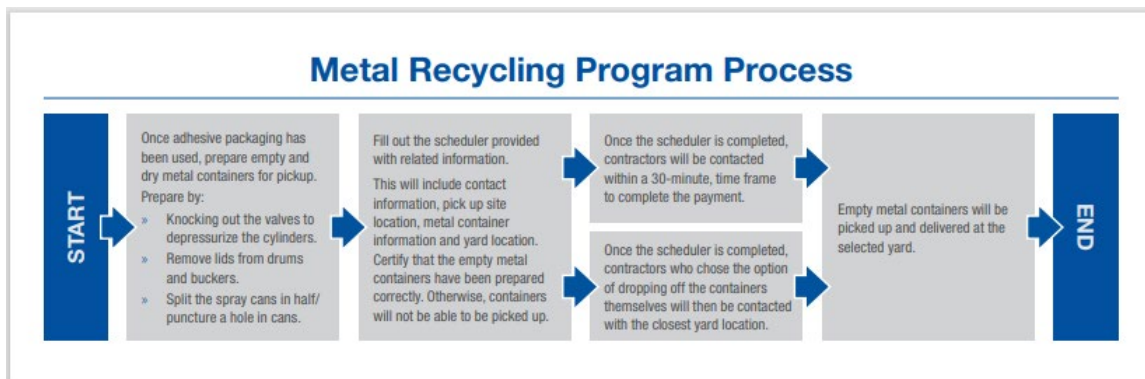 Metal Recycling Program Process
START
Once adhesive packaging has
been used, prepare empty and
dry metal containers for pickup.
Prepare by:
» Knocking out the valves to
depressurize the cylinders.
» Remove lids from drums
and buckers.
» Split the spray cans in half/
puncture a hole in cans.
Fill out the scheduler provided
with related information.
This will include contact
information, pick up site
location, metal container
information and yard location.
Certify that the empty metal
containers have been prepared
correctly. Otherwise, containers
will not be able to be picked up.
Once the scheduler is completed,
contractors will be contacted
within a 30-minute, time frame
to complete the payment.
Once the scheduler is completed,
contractors who chose the option
of dropping off the containers
themselves will then be contacted
with the closest yard location.
Empty metal containers will be
picked up and delivered at the
selected yard.
END